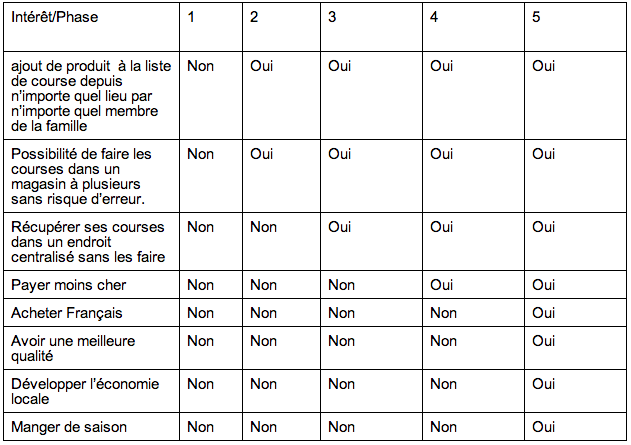 Intérêt/Phase 1 2 3 4 5
ajout de produit à la liste Non Oui Oui Oui Oui
de course depuis
n'importe quel lieu par
n'importe quel membre
de la famille
Possibilité de faire les Non Oui Oui Oui Oui
courses dans un
magasin à plusieurs
sans risque d'erreur.
Récupérer ses courses Non Non Oui Oui Oui
dans un endroit
centralisé sans les faire
Payer moins cher Non Non Non Oui Oui
Acheter Français Non Non Non Non Oui
Avoir une meilleure Non Non Non Non Oui
qualité
Développer l'économie Non Non Non Non Oui
locale
Manger de saison Non Non Non Non Oui